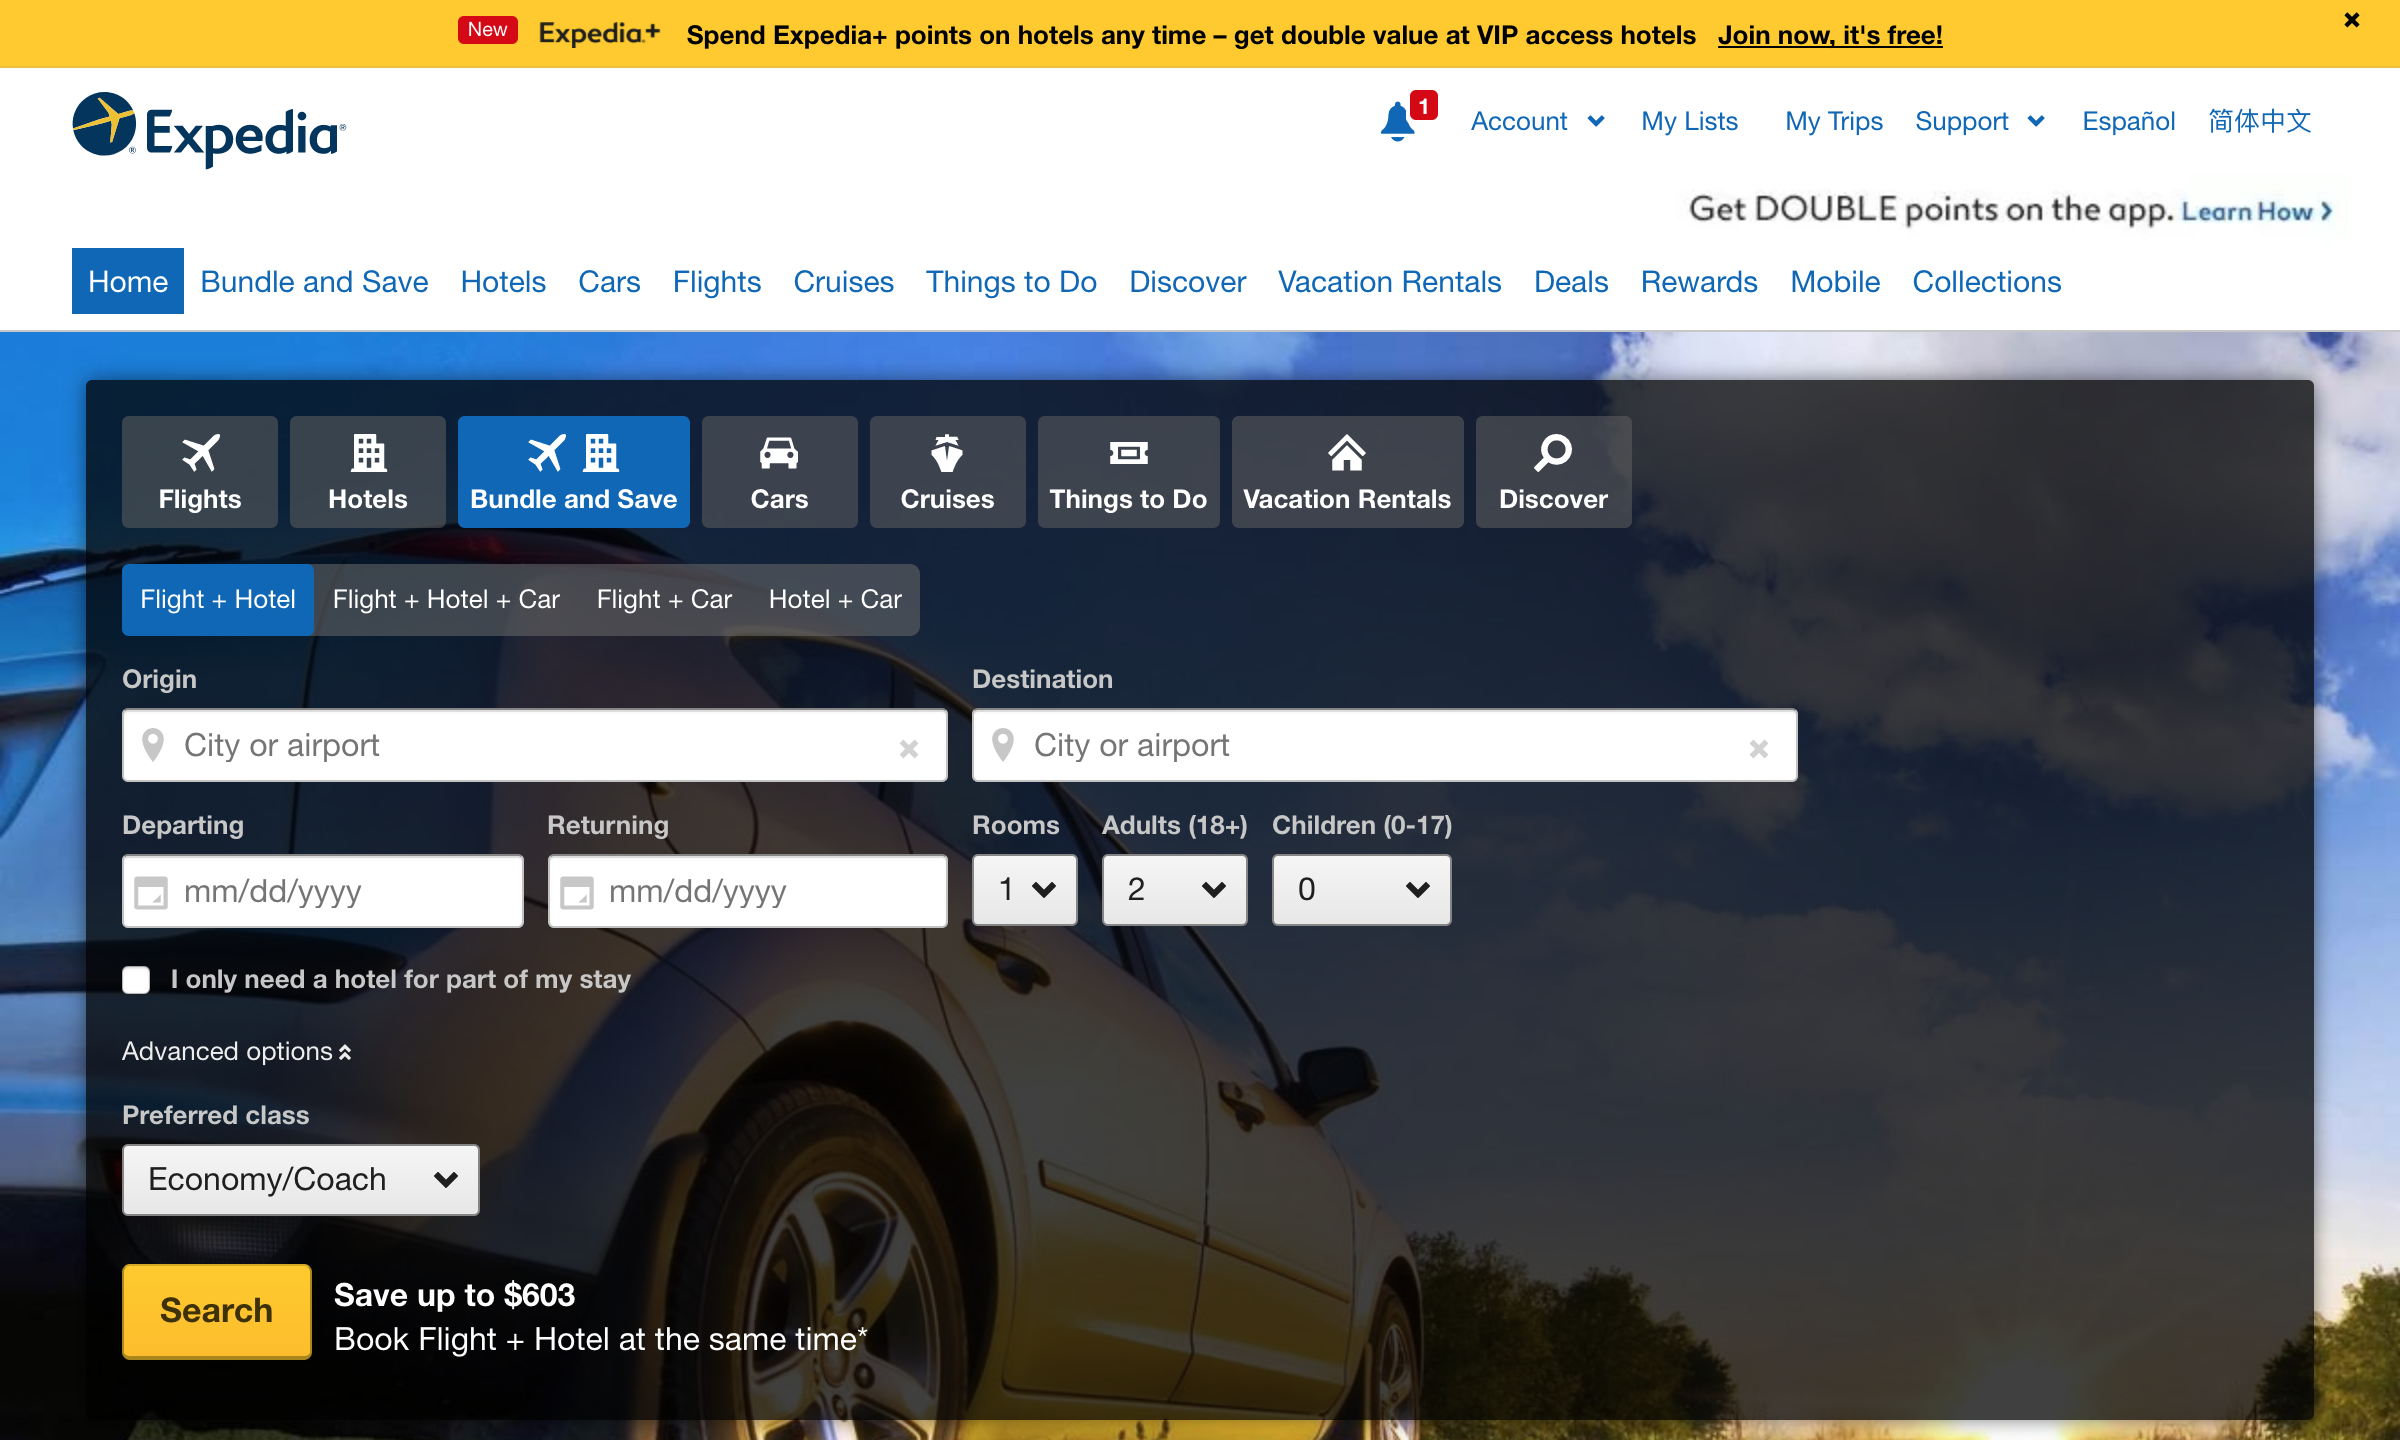 New Expedia+ Spend Expedia+ points on hotels any time – get double value at VIP access hotels Join now, it's free!
Expedia®
1 Account My Lists My Trips Support Español 简体中文
Get DOUBLE points on the app. Learn How
Home Bundle and Save Hotels Cars Flights Cruises Things to Do Discover Vacation Rentals Deals Rewards Mobile Collections
Flights Hotels Bundle and Save Cars Cruises Things to Do Vacation Rentals Discover
Flight + Hotel Flight + Hotel + Car Flight + Car Hotel + Car
Origin Destination
City or airport City or airport
Departing Returning Rooms Adults (18+) Children (0-17)
mm/dd/yyyy mm/dd/yyyy 1 2 0
I only need a hotel for part of my stay
Advanced options
Preferred class
Economy/Coach
Search
Save up to $603
Book Flight + Hotel at the same time*